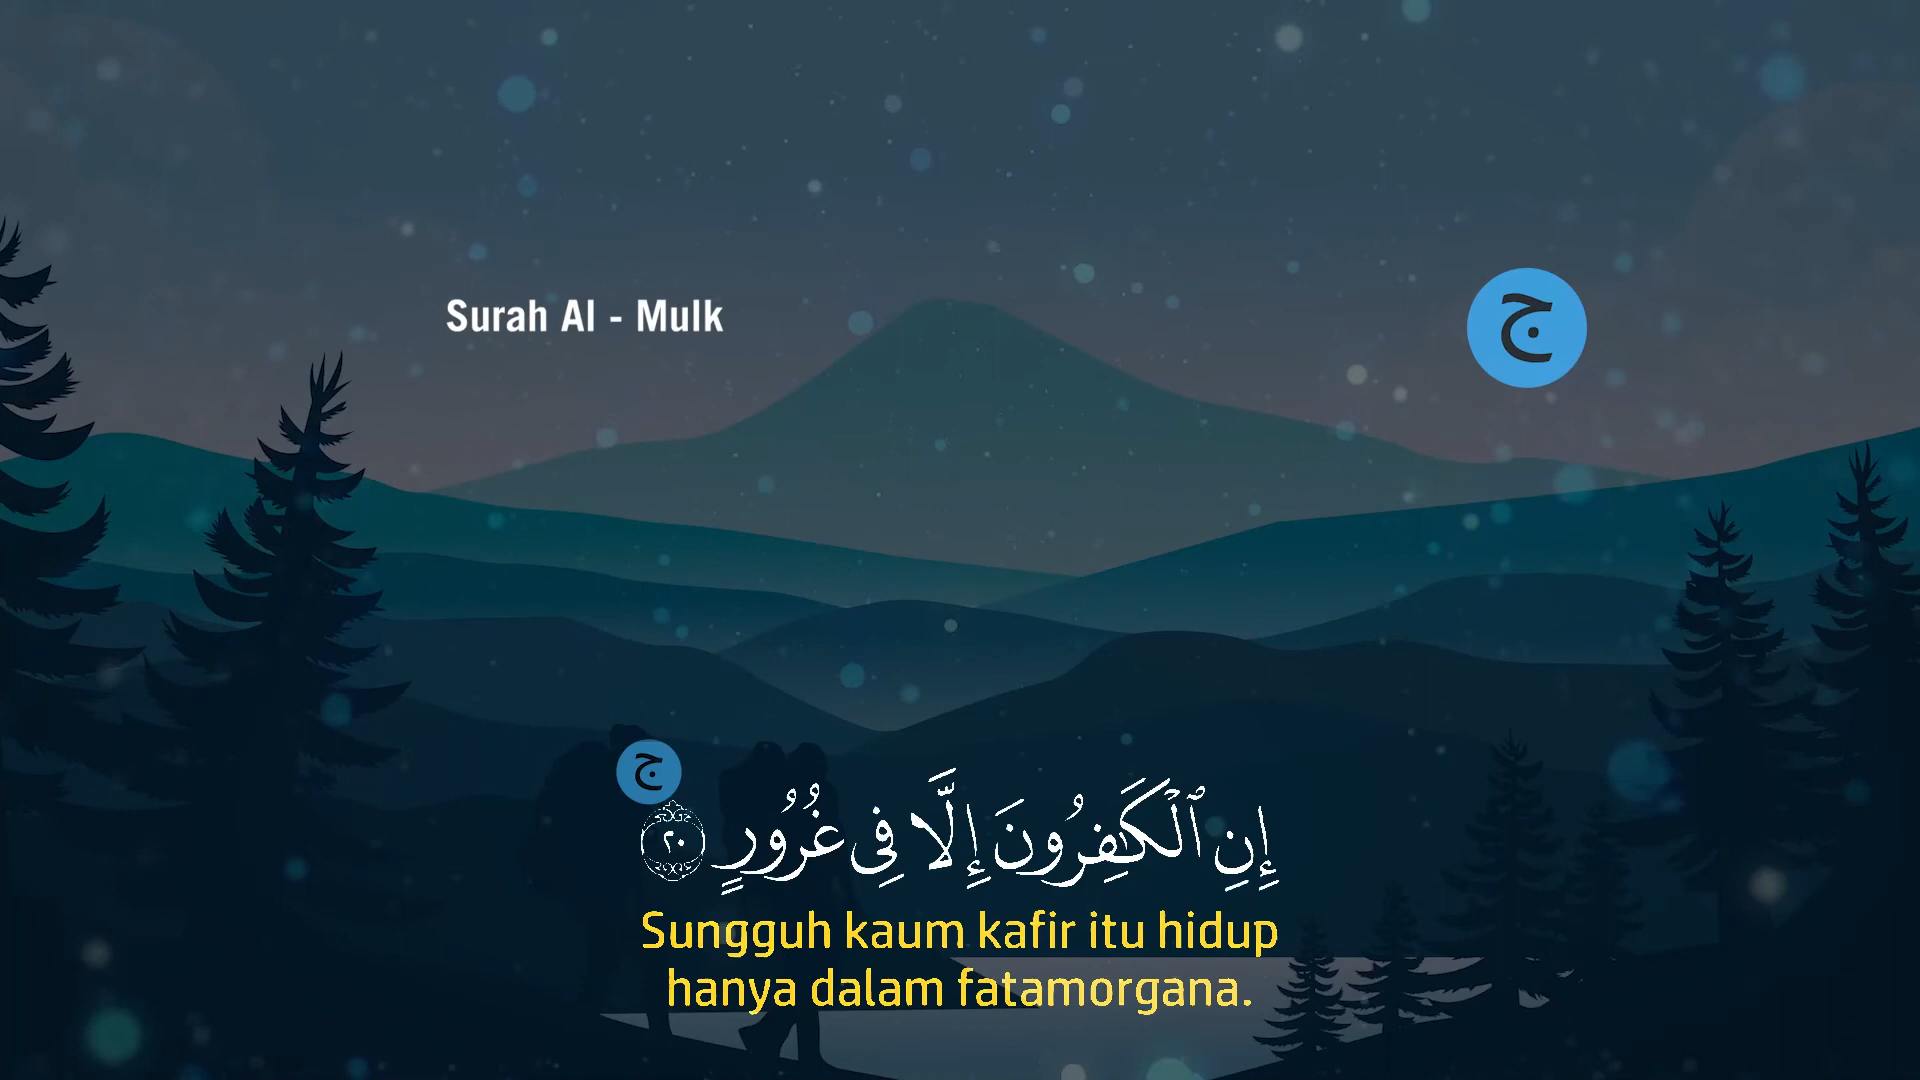 Surah Al - Mulk
ج
ج
إِنِ ٱلْكَٰفِرُونَ إِلَّا فِى غُرُورٍ ٢٠
Sungguh kaum kafir itu hidup
hanya dalam fatamorgana.